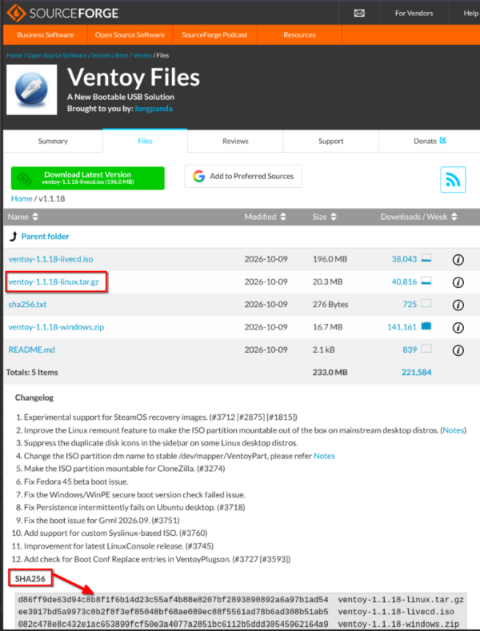 SOURCEFORGE
For Vendors
Help
Business Software
Open Source Software
SourceForge Podcast
Resources
Home / Open Source Software / System / Boot / Ventoy / Files
Ventoy Files
A New Bootable USB Solution
Brought to you by: longpanda
Summary
Files
Reviews
Support
Donate
Download Latest Version
ventoy-1.1.18-livecd.iso (196.0 MB)
Add to Preferred Sources
Home / v1.1.18
Name Modified Size Downloads / Week
Parent folder
ventoy-1.1.18-livecd.iso 2026-10-09 196.0 MB 38,043
ventoy-1.1.18-linux.tar.gz 2026-10-09 20.3 MB 40,816
sha256.txt 2026-10-09 276 Bytes 725
ventoy-1.1.18-windows.zip 2026-10-09 16.7 MB 141,161
README.md 2026-10-09 2.1 kB 839
Totals: 5 Items 233.0 MB 221,584
Changelog
1. Experimental support for SteamOS recovery images. (#3712 [#2875] [#1815])
2. Improve the Linux remount feature to make the ISO partition mountable out of the box on mainstream desktop distros. (Notes)
3. Suppress the duplicate disk icons in the sidebar on some Linux desktop distros.
4. Change the ISO partition dm name to stable /dev/mapper/VentoyPart, please refer Notes
5. Make the ISO partition mountable for CloneZilla. (#3274)
6. Fix Fedora 45 beta boot issue.
7. Fix the Windows/WinPE secure boot version check failed issue.
8. Fix Persistence intermittently fails on Ubuntu desktop. (#3718)
9. Fix the boot issue for Grml 2026.09. (#3751)
10. Add support for custom Syslinux-based ISO. (#3760)
11. Improvement for latest LinuxConsole release. (#3745)
12. Add check for Boot Conf Replace entries in VentoyPlugson. (#3727 [#3593])
SHA256
d86ff9de63d94c8b8f1f6b14d23c55af4b88e8207bf2893890892a6a97b1ad54 ventoy-1.1.18-linux.tar.gz
ee3917bd5a9973c0b2f8f3ef85048bf68ae089ec88f5561ad78b6ad308b51ab5 ventoy-1.1.18-livecd.iso
082c478e8c432e1ac653899fcf50e3a4077a2851bc6112b5ddd30545962164a9 ventoy-1.1.18-windows.zip